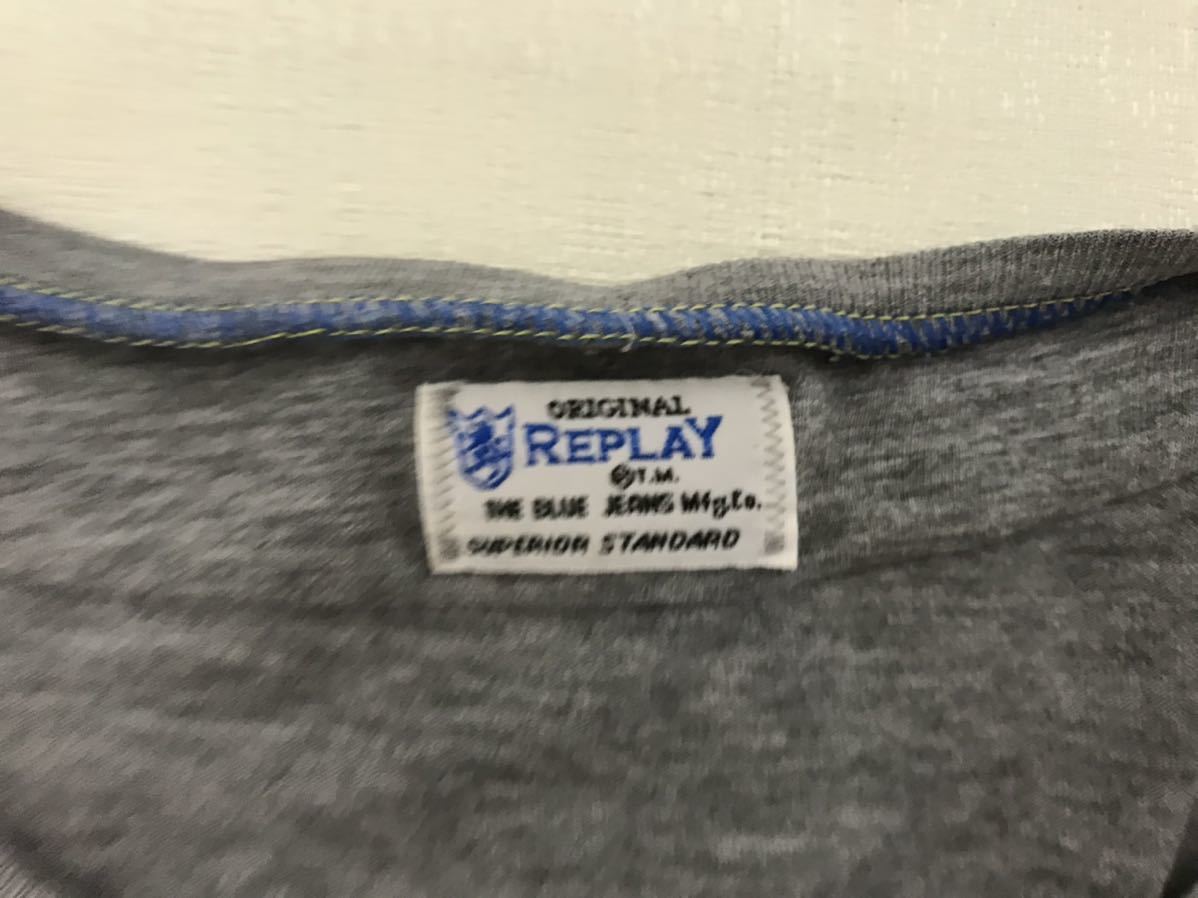 ORIGINAL
REPLAY
®T.M.
THE BLUE JEANS Mfg.Co.
SUPERIOR STANDARD